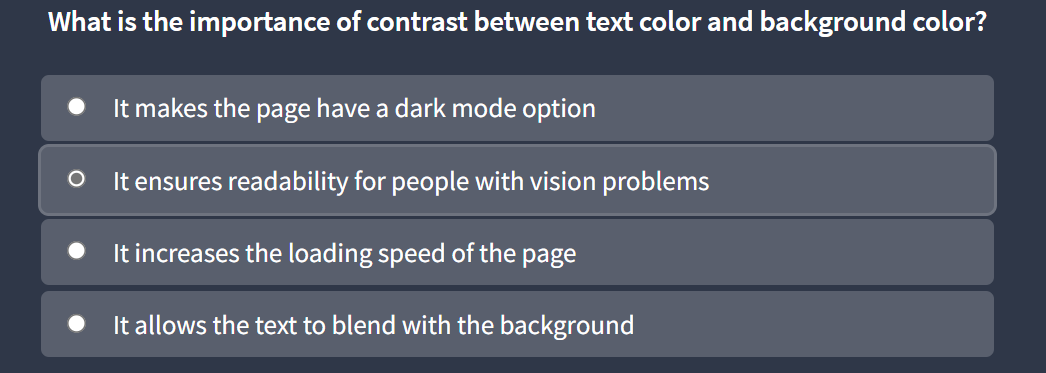 What is the importance of contrast between text color and background color?
It makes the page have a dark mode option
It ensures readability for people with vision problems
It increases the loading speed of the page
It allows the text to blend with the background